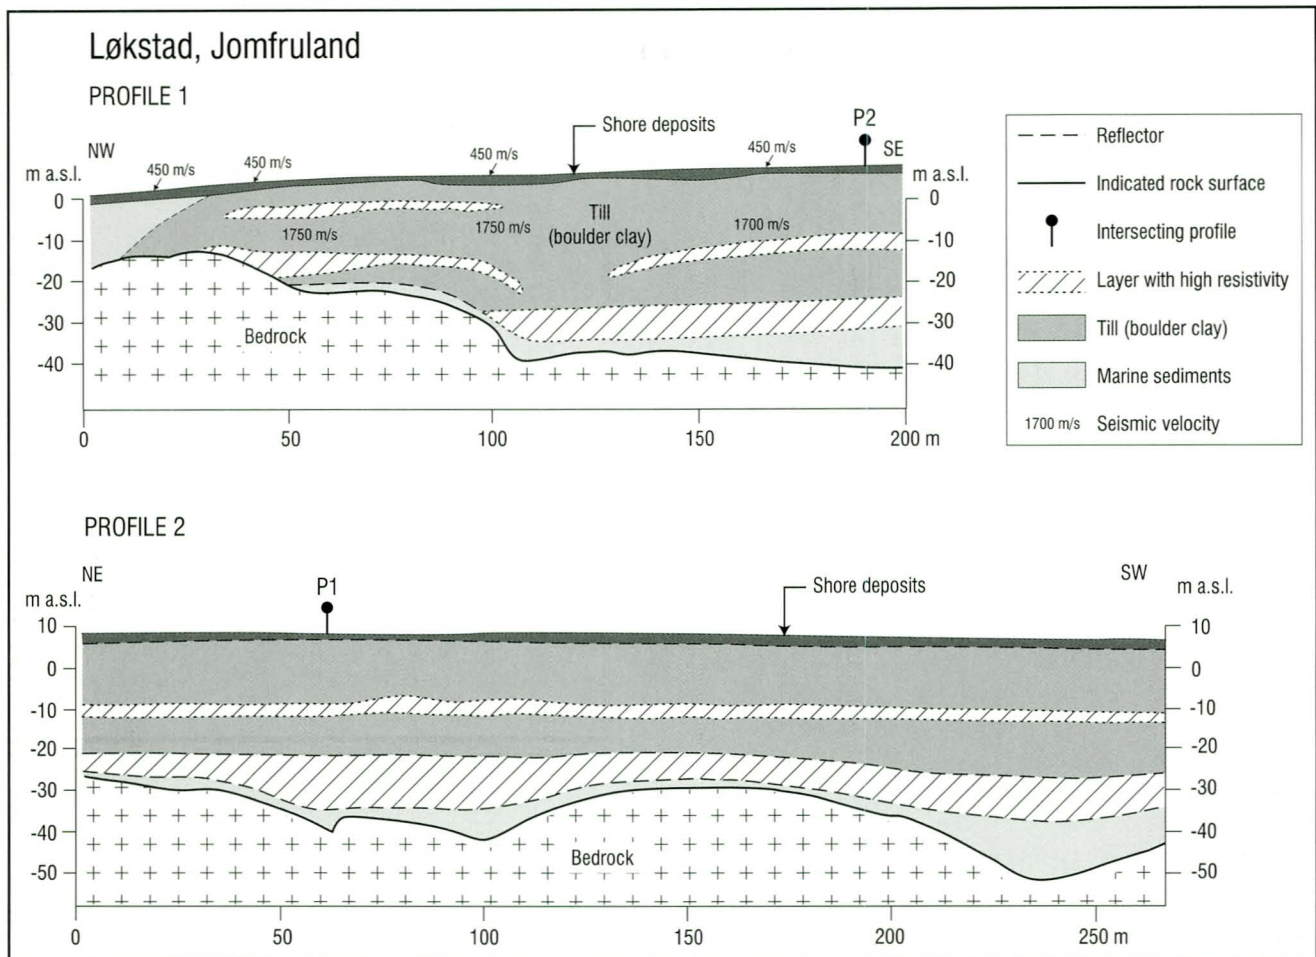 Løkstad, Jomfruland
PROFILE 1
NW
450 m/s
450 m/s
450 m/s
Shore deposits
450 m/s
P2
SE
m a.s.l.
m a.s.l.
0
-10
-20
-30
-40
0
-10
-20
-30
-40
1750 m/s
1750 m/s
Till
(boulder clay)
1700 m/s
Bedrock
0
50
100
150
200 m
Reflector
Indicated rock surface
Intersecting profile
Layer with high resistivity
Till (boulder clay)
Marine sediments
1700 m/s Seismic velocity
PROFILE 2
NE
P1
Shore deposits
SW
m a.s.l.
m a.s.l.
10
0
-10
-20
-30
-40
-50
10
0
-10
-20
-30
-40
-50
Bedrock
0
50
100
150
200
250 m